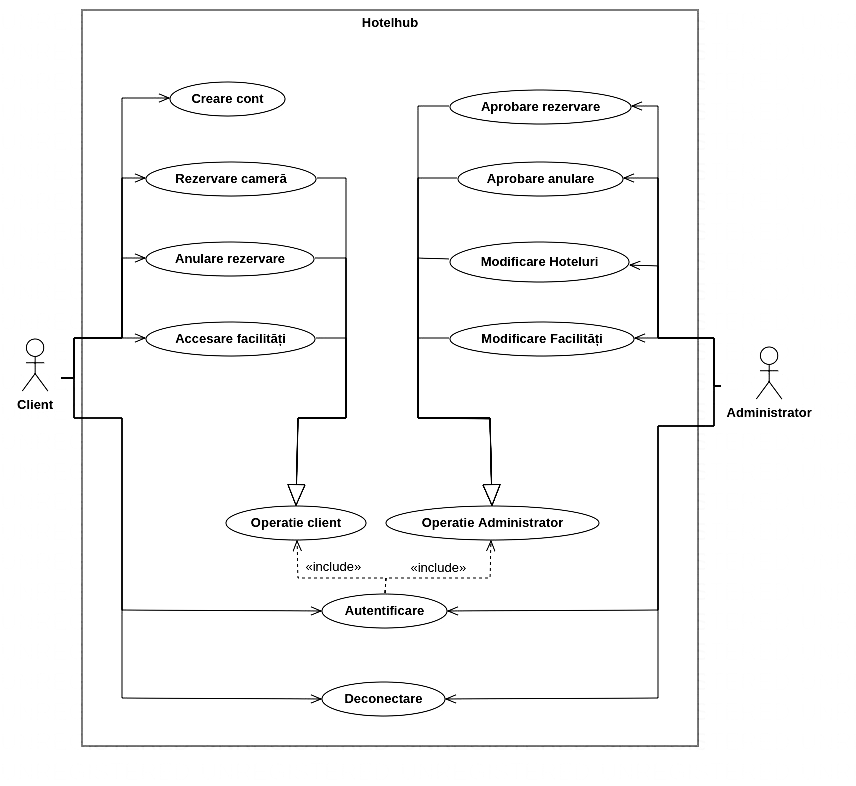 Hotelhub
Creare cont
Aprobare rezervare
Rezervare cameră
Aprobare anulare
Anulare rezervare
Modificare Hoteluri
Accesare facilități
Modificare Facilități
Client
Administrator
Operatie client
Operatie Administrator
«include»
«include»
Autentificare
Deconectare